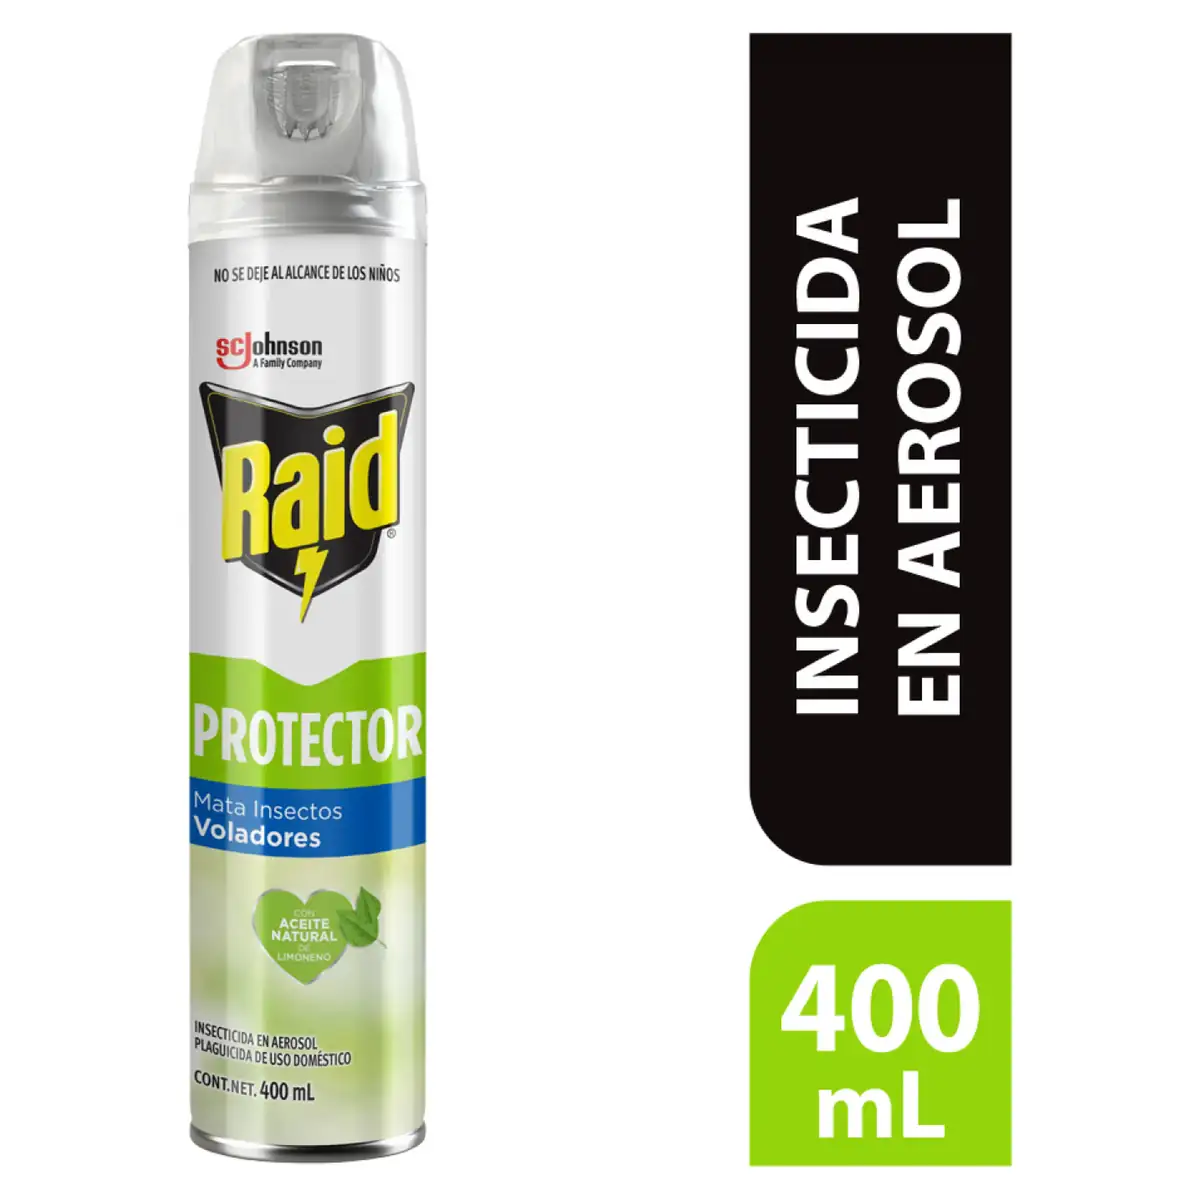 NO SE DEJE AL ALCANCE DE LOS NIÑOS
SCJohnson
A Family Company
Raid®
PROTECTOR
Mata Insectos
Voladores
CON
ACEITE
NATURAL
DE
LIMONENO
INSECTICIDA EN AEROSOL
PLAGUICIDA DE USO DOMÉSTICO
CONT.NET. 400 mL
INSECTICIDA
EN AEROSOL
400
mL